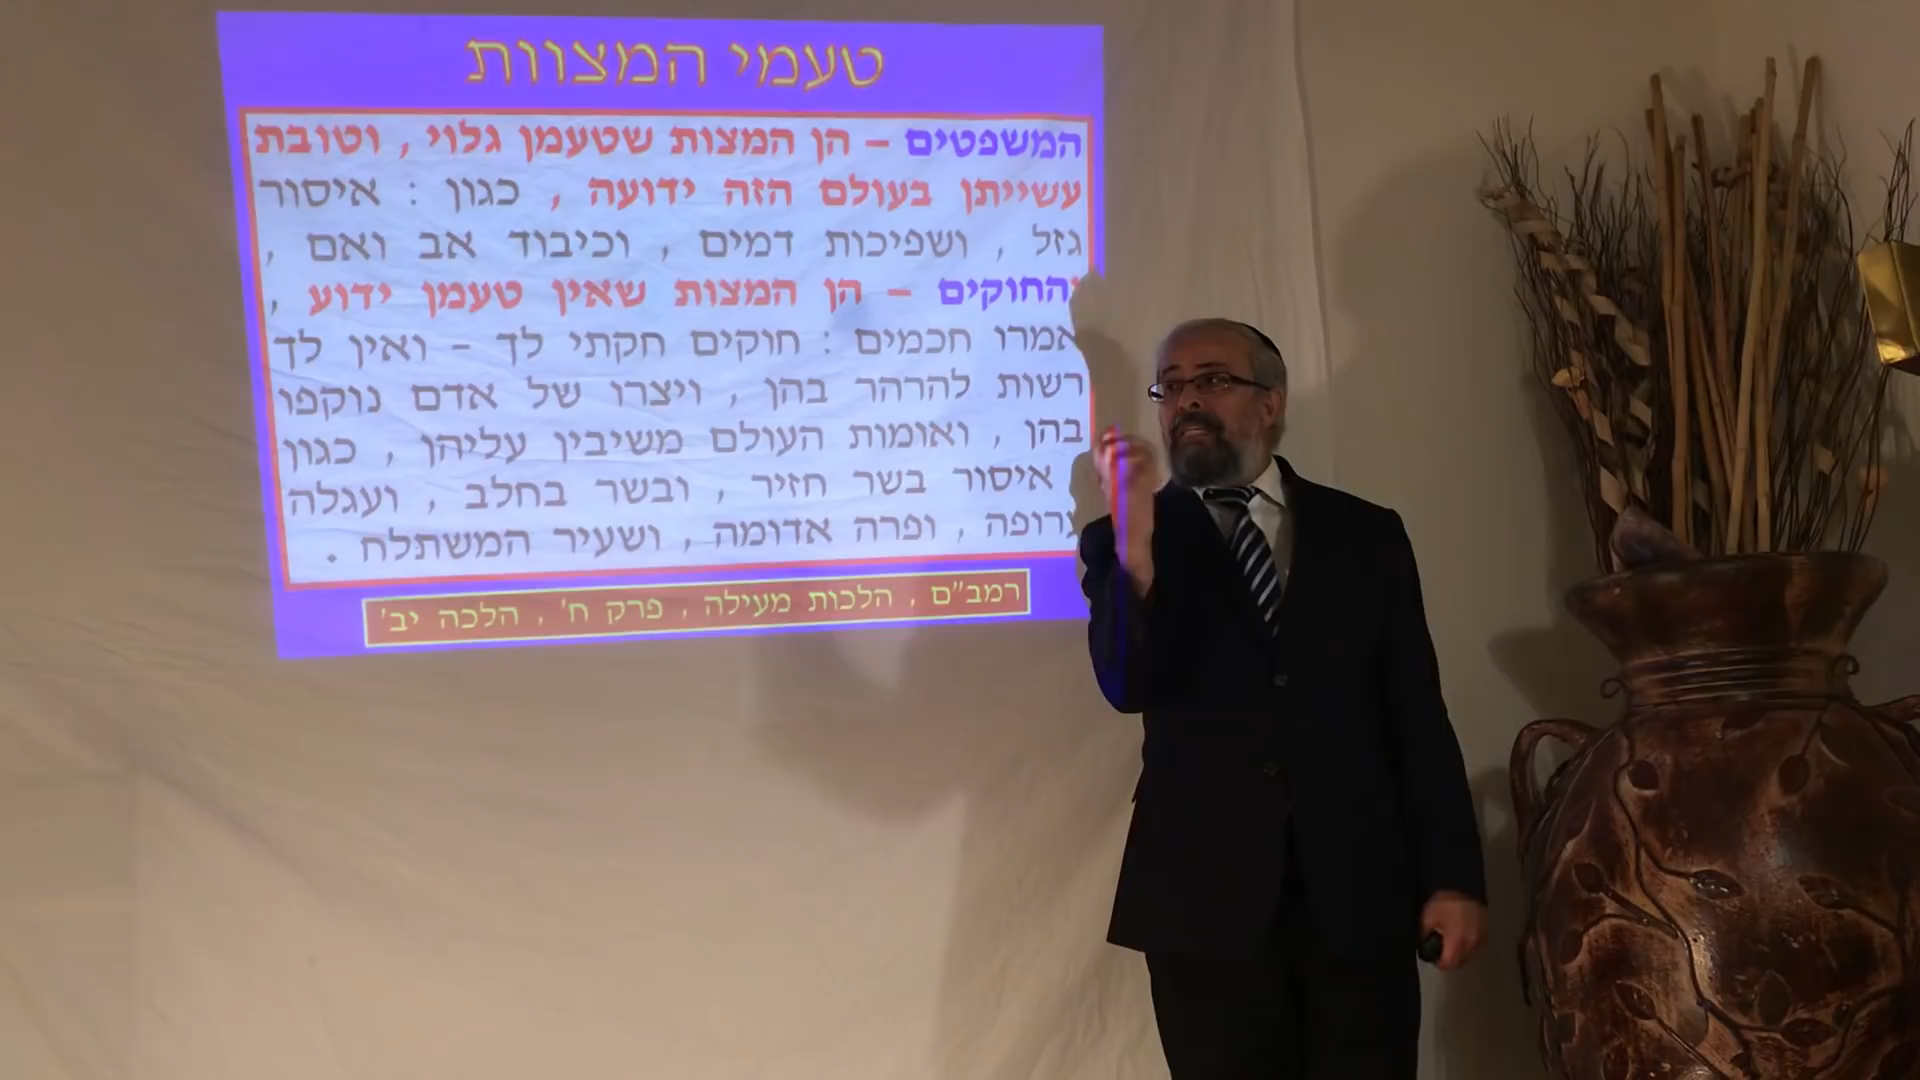 טעמי המצוות
המשפטים – הן המצות שטעמן גלוי , וטובת
עשייתן בעולם הזה ידועה , כגון : איסור
גזל , ושפיכות דמים , וכיבוד אב ואם ,
והחוקים – הן המצות שאין טעמן ידוע ,
אמרו חכמים : חוקים חקתי לך – ואין לך
רשות להרהר בהן , ויצרו של אדם נוקפו
בהן , ואומות העולם משיבין עליהן , כגון
איסור בשר חזיר , ובשר בחלב , ועגלה
ערופה , ופרה אדומה , ושעיר המשתלח .
רמב"ם , הלכות מעילה , פרק ח' , הלכה יב'